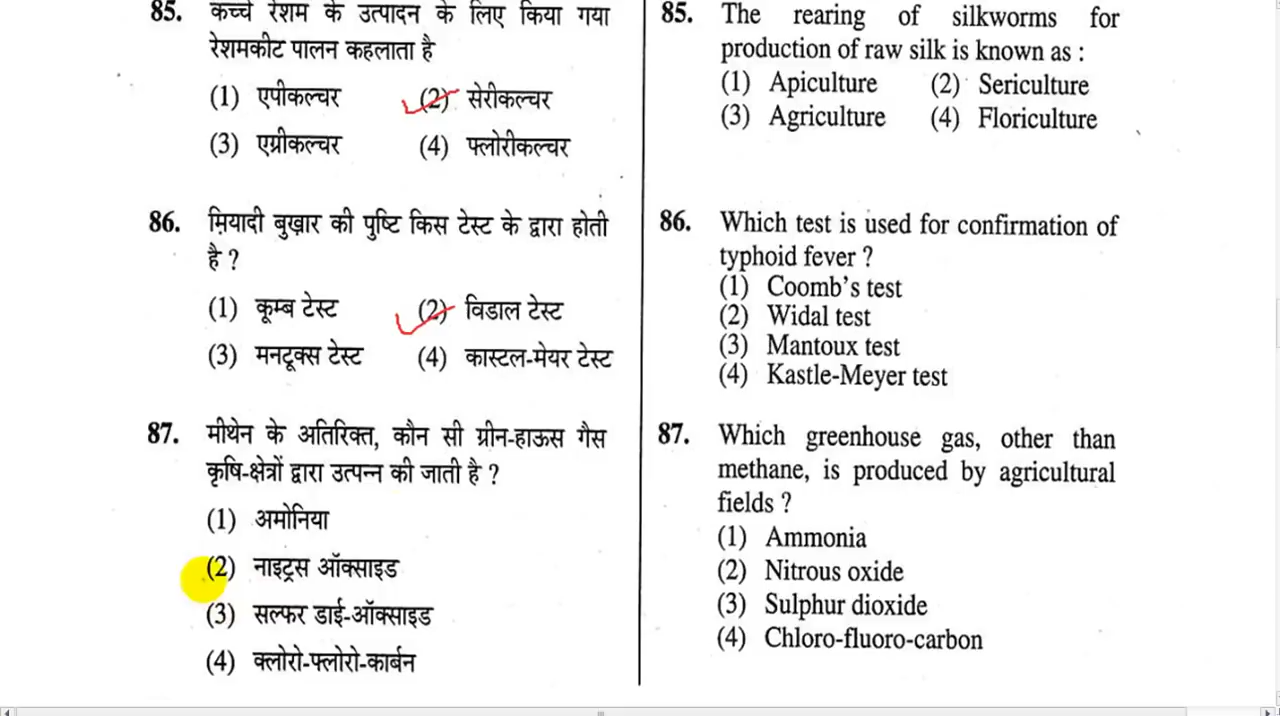 85. कच्चे रेशम के उत्पादन के लिए किया गया
रेशमकीट पालन कहलाता है
(1) एपीकल्चर (2) सेरीकल्चर
(3) एग्रीकल्चर (4) फ्लोरीकल्चर
86. मियादी बुख़ार की पुष्टि किस टेस्ट के द्वारा होती
है ?
(1) कूम्ब टेस्ट (2) विडाल टेस्ट
(3) मनटूक्स टेस्ट (4) कास्टल-मेयर टेस्ट
87. मीथेन के अतिरिक्त, कौन सी ग्रीन-हाऊस गैस
कृषि-क्षेत्रों द्वारा उत्पन्न की जाती है ?
(1) अमोनिया
(2) नाइट्रस ऑक्साइड
(3) सल्फर डाई-ऑक्साइड
(4) क्लोरो-फ्लोरो-कार्बन
85. The rearing of silkworms for
production of raw silk is known as :
(1) Apiculture (2) Sericulture
(3) Agriculture (4) Floriculture
86. Which test is used for confirmation of
typhoid fever ?
(1) Coomb's test
(2) Widal test
(3) Mantoux test
(4) Kastle-Meyer test
87. Which greenhouse gas, other than
methane, is produced by agricultural
fields ?
(1) Ammonia
(2) Nitrous oxide
(3) Sulphur dioxide
(4) Chloro-fluoro-carbon